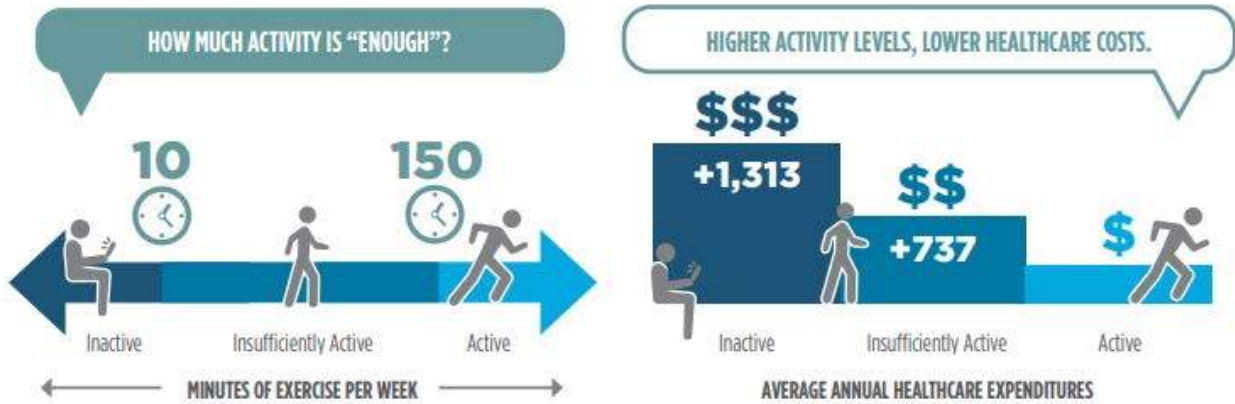 HOW MUCH ACTIVITY IS “ENOUGH”?
10
150
Inactive
Insufficiently Active
Active
MINUTES OF EXERCISE PER WEEK
HIGHER ACTIVITY LEVELS, LOWER HEALTHCARE COSTS.
$$$
+1,313
$$
+737
$
Inactive
Insufficiently Active
Active
AVERAGE ANNUAL HEALTHCARE EXPENDITURES